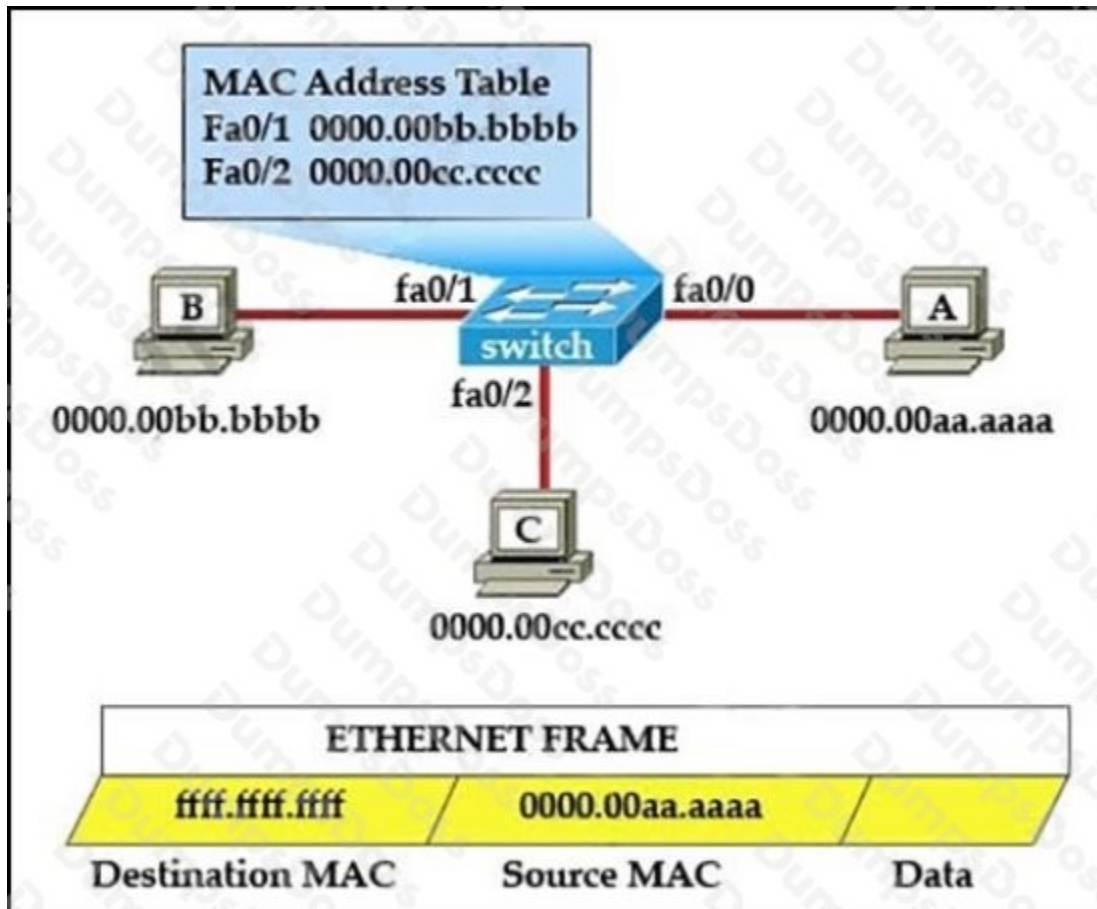 MAC Address Table
Fa0/1 0000.00bb.bbbb
Fa0/2 0000.00cc.cccc
B
fa0/1
fa0/0
A
switch
fa0/2
0000.00bb.bbbb
0000.00aa.aaaa
C
0000.00cc.cccc
ETHERNET FRAME
ffff.ffff.ffff
0000.00aa.aaaa
Destination MAC
Source MAC
Data
DumpsDoss